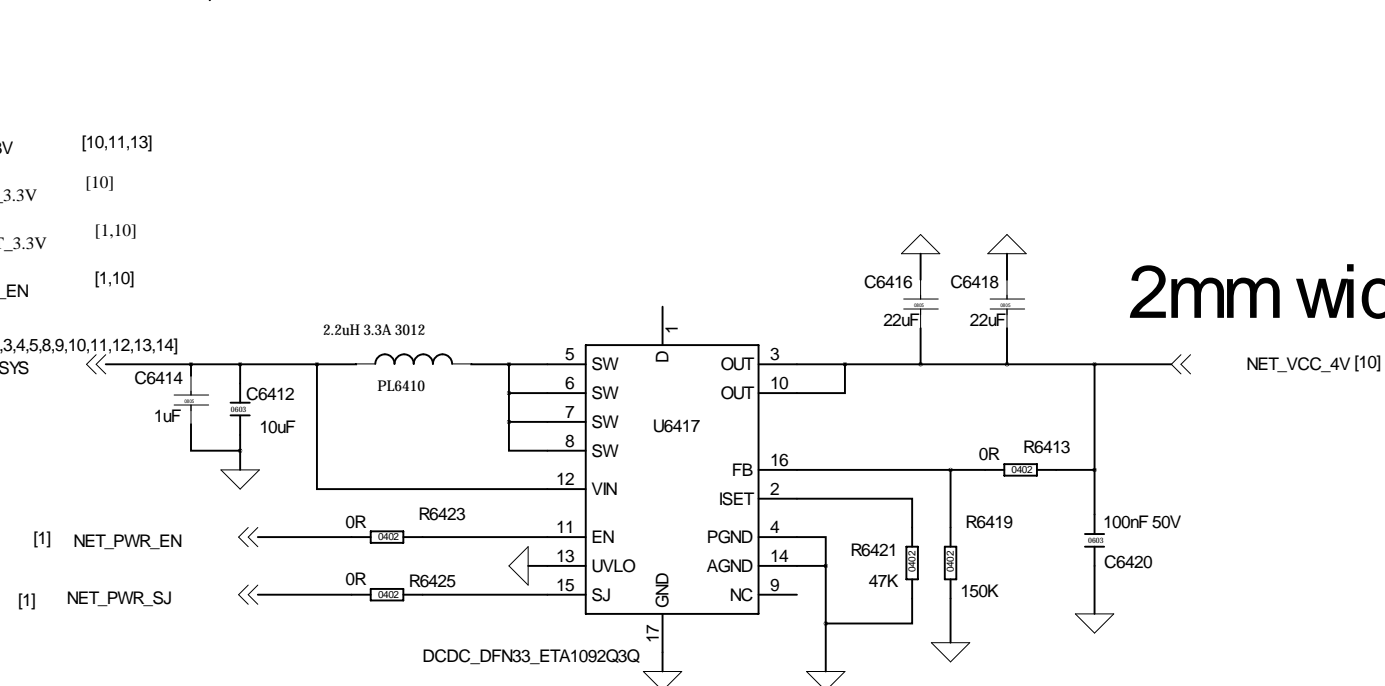 3V [10,11,13]
_3.3V [10]
T_3.3V [1,10]
_EN [1,10]
,3,4,5,8,9,10,11,12,13,14]
SYS
2.2uH 3.3A 3012
PL6410
C6414
0805
1uF
C6412
0603
10uF
5 SW
6 SW
7 SW
8 SW
12 VIN
11 EN
13 UVLO
15 SJ
D 1
U6417
GND
17
OUT 3
OUT 10
FB 16
ISET 2
PGND 4
AGND 14
NC 9
[1] NET_PWR_EN
0R R6423
0402
[1] NET_PWR_SJ
0R R6425
0402
DCDC_DFN33_ETA1092Q3Q
C6416
0805
22uF
C6418
0805
22uF
2mm wid
NET_VCC_4V [10]
0R R6413
0402
R6421
0402
47K
R6419
0402
150K
100nF 50V
0603
C6420